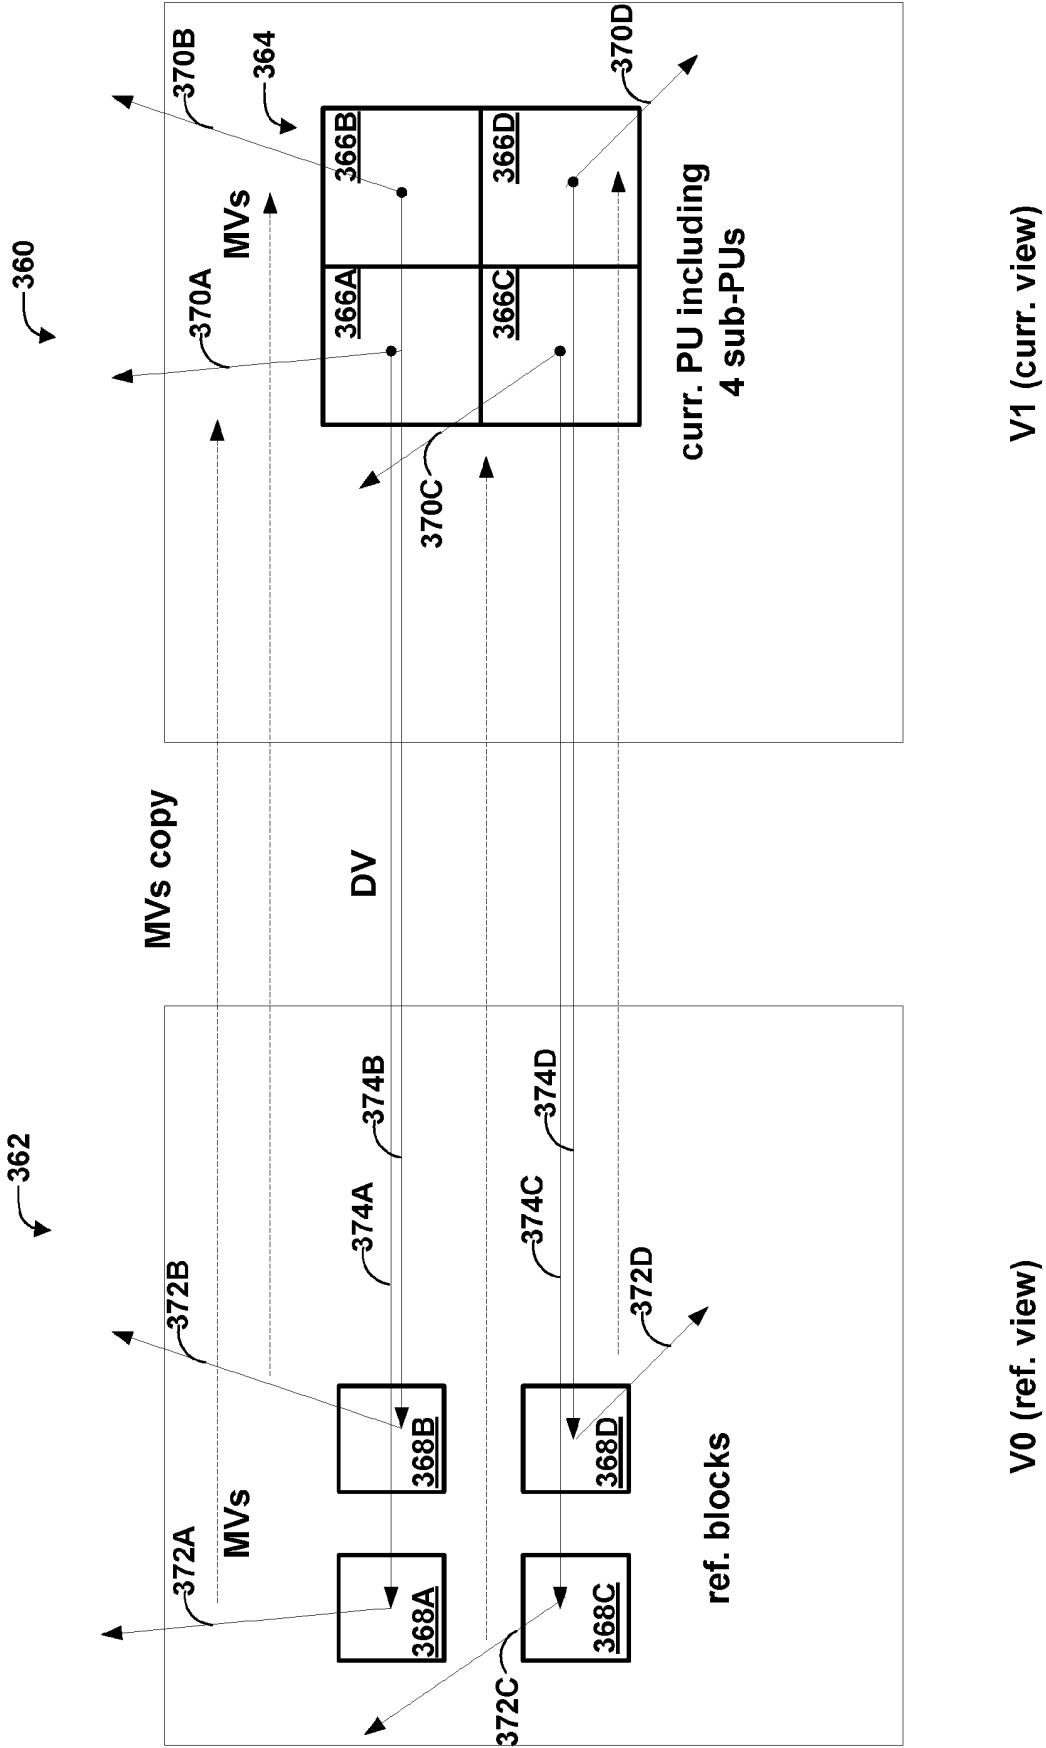 362
360
MVs copy
372A
372B
370A
370B
MVs
MVs
364
DV
374A
374B
368A
368B
366A
366B
370C
370D
372C
374C
374D
368C
368D
366C
366D
372D
ref. blocks
curr. PU including
4 sub-PUs
V0 (ref. view)
V1 (curr. view)